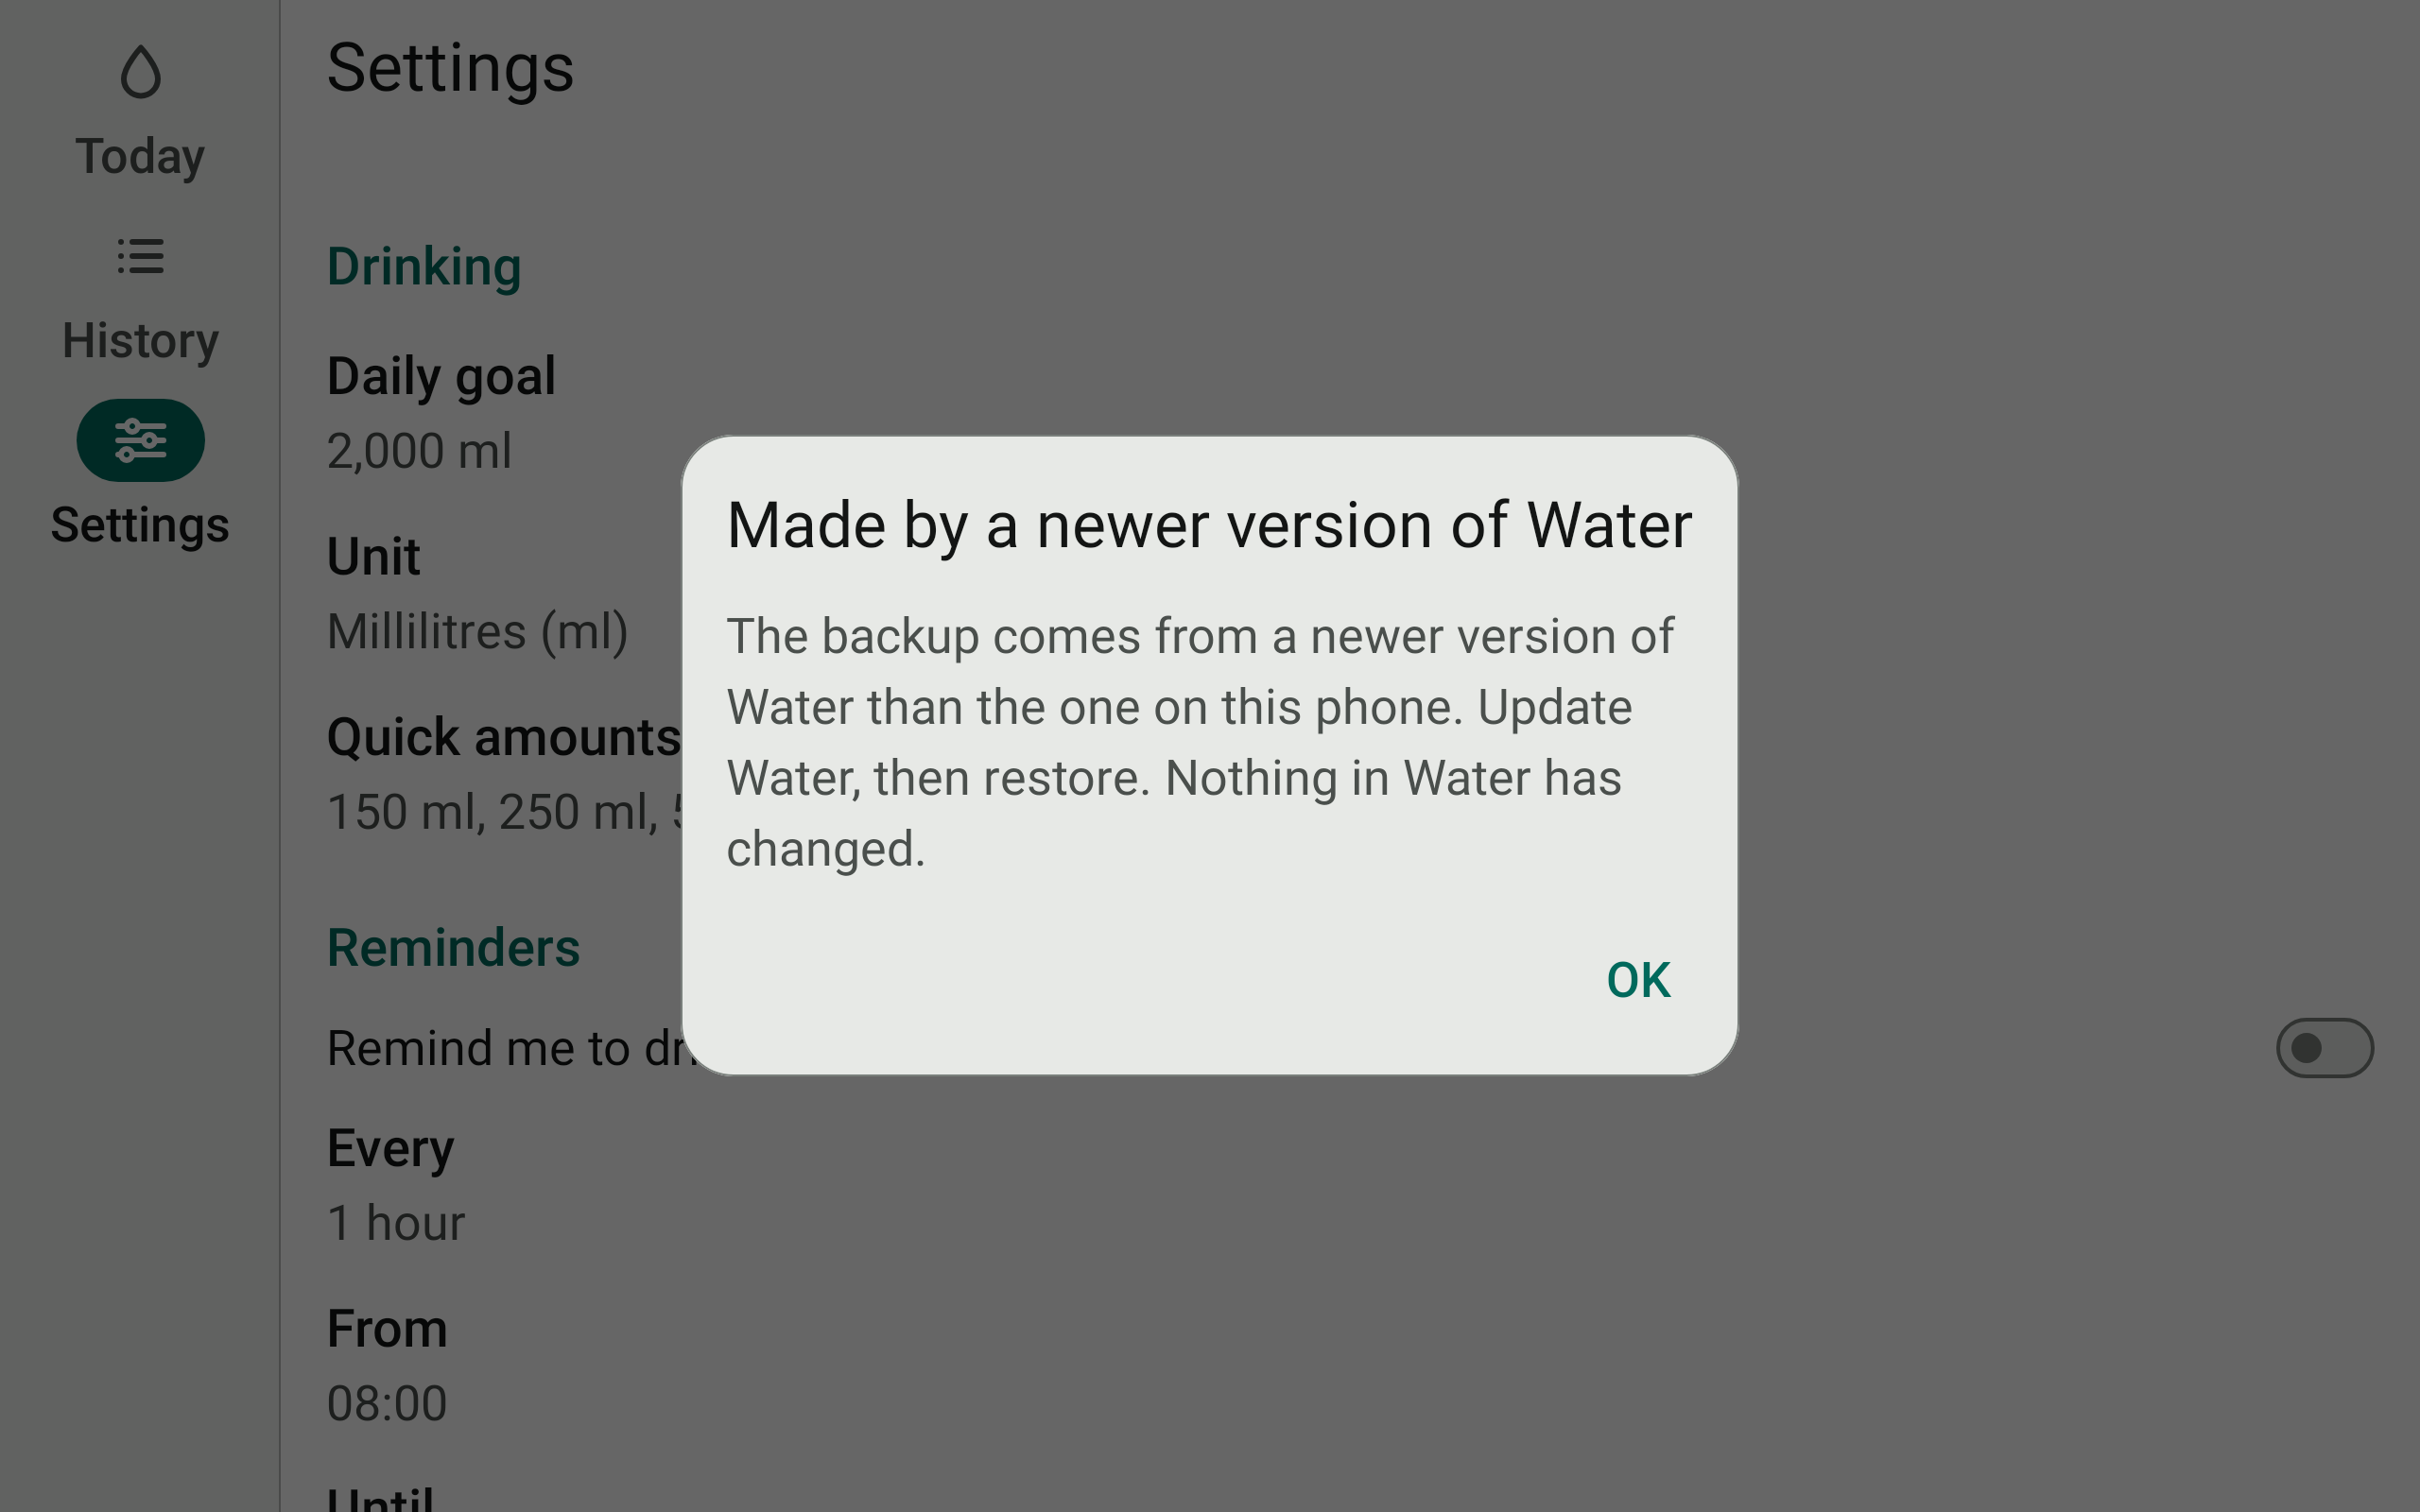 Today
History
Settings
Settings
Drinking
Daily goal
2,000 ml
Unit
Millilitres (ml)
Quick amounts
150 ml, 250 ml,
Reminders
Remind me to
Every
1 hour
From
08:00
Until
Made by a newer version of Water
The backup comes from a newer version of
Water than the one on this phone. Update
Water, then restore. Nothing in Water has
changed.
OK